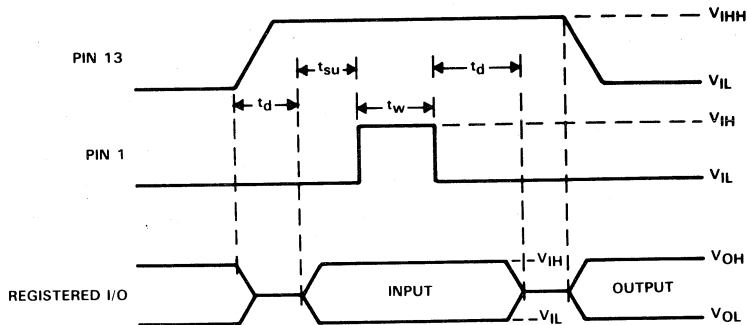 V_IHH
PIN 13
t_su
t_d
V_IL
t_d
t_w
V_IH
PIN 1
V_IL
V_IH
V_OH
REGISTERED I/O
INPUT
OUTPUT
V_IL
V_OL